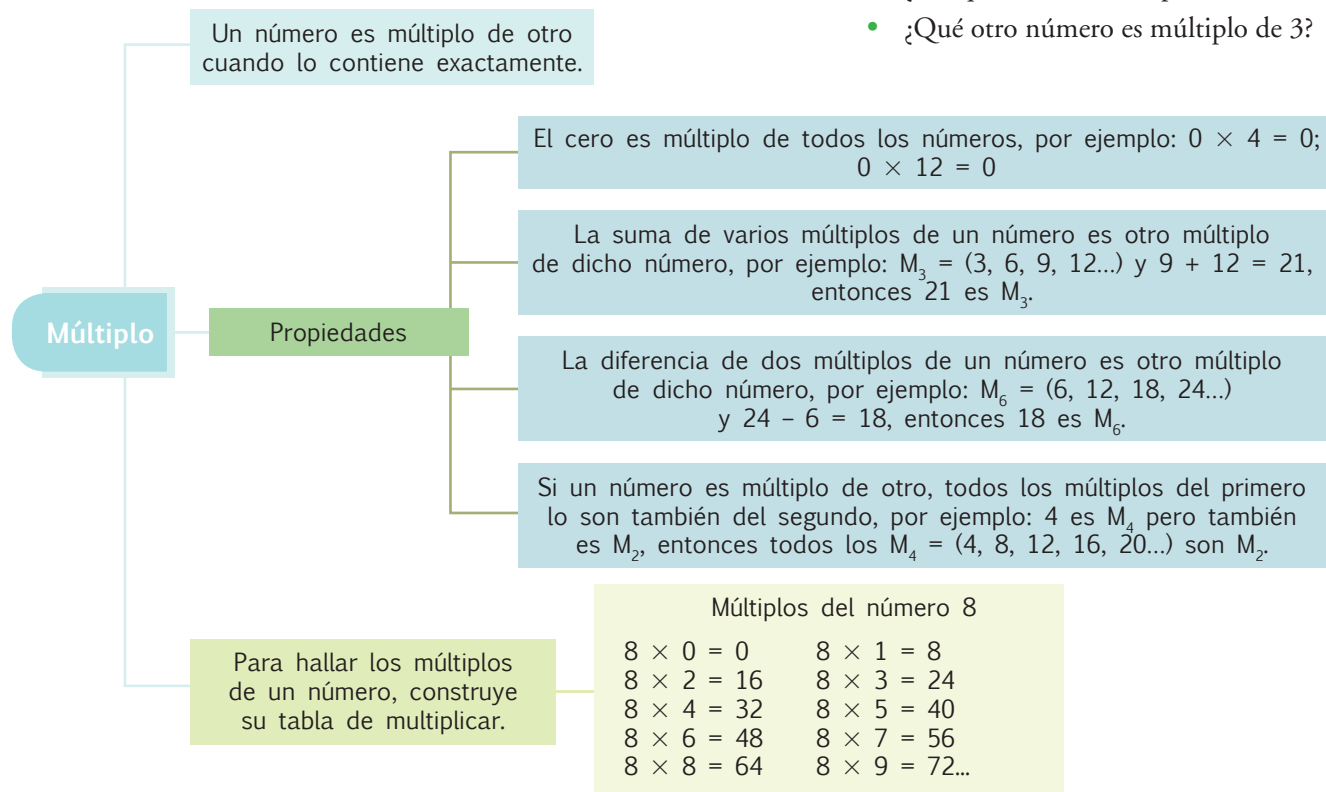 ¿Qué otro número es múltiplo de 3?
Un número es múltiplo de otro
cuando lo contiene exactamente.
El cero es múltiplo de todos los números, por ejemplo: 0 × 4 = 0;
0 × 12 = 0
La suma de varios múltiplos de un número es otro múltiplo
de dicho número, por ejemplo: M₃ = (3, 6, 9, 12...) y 9 + 12 = 21,
entonces 21 es M₃.
Múltiplo
Propiedades
La diferencia de dos múltiplos de un número es otro múltiplo
de dicho número, por ejemplo: M₆ = (6, 12, 18, 24...)
y 24 – 6 = 18, entonces 18 es M₆.
Si un número es múltiplo de otro, todos los múltiplos del primero
lo son también del segundo, por ejemplo: 4 es M₄ pero también
es M₂, entonces todos los M₄ = (4, 8, 12, 16, 20...) son M₂.
Para hallar los múltiplos
de un número, construye
su tabla de multiplicar.
Múltiplos del número 8
8 × 0 = 0 8 × 1 = 8
8 × 2 = 16 8 × 3 = 24
8 × 4 = 32 8 × 5 = 40
8 × 6 = 48 8 × 7 = 56
8 × 8 = 64 8 × 9 = 72...